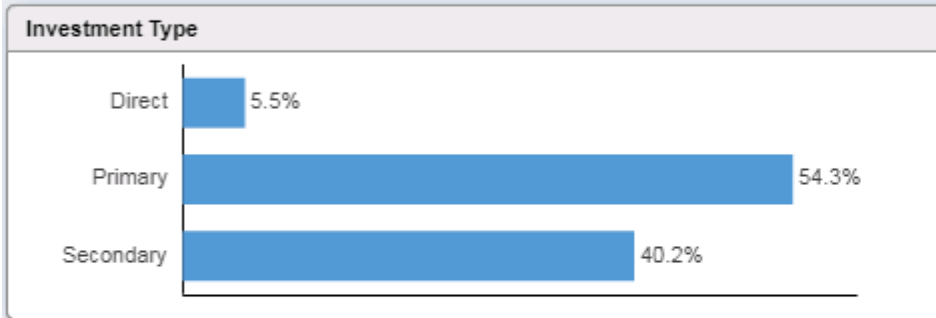 Investment Type
Direct 5.5%
Primary 54.3%
Secondary 40.2%